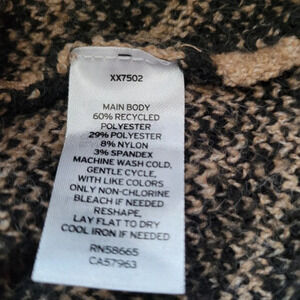 XX7502
MAIN BODY
60% RECYCLED
POLYESTER
29% POLYESTER
8% NYLON
3% SPANDEX
MACHINE WASH COLD,
GENTLE CYCLE,
WITH LIKE COLORS
ONLY NON-CHLORINE
BLEACH IF NEEDED
RESHAPE,
LAY FLAT TO DRY
COOL IRON IF NEEDED
RN58665
CA57963